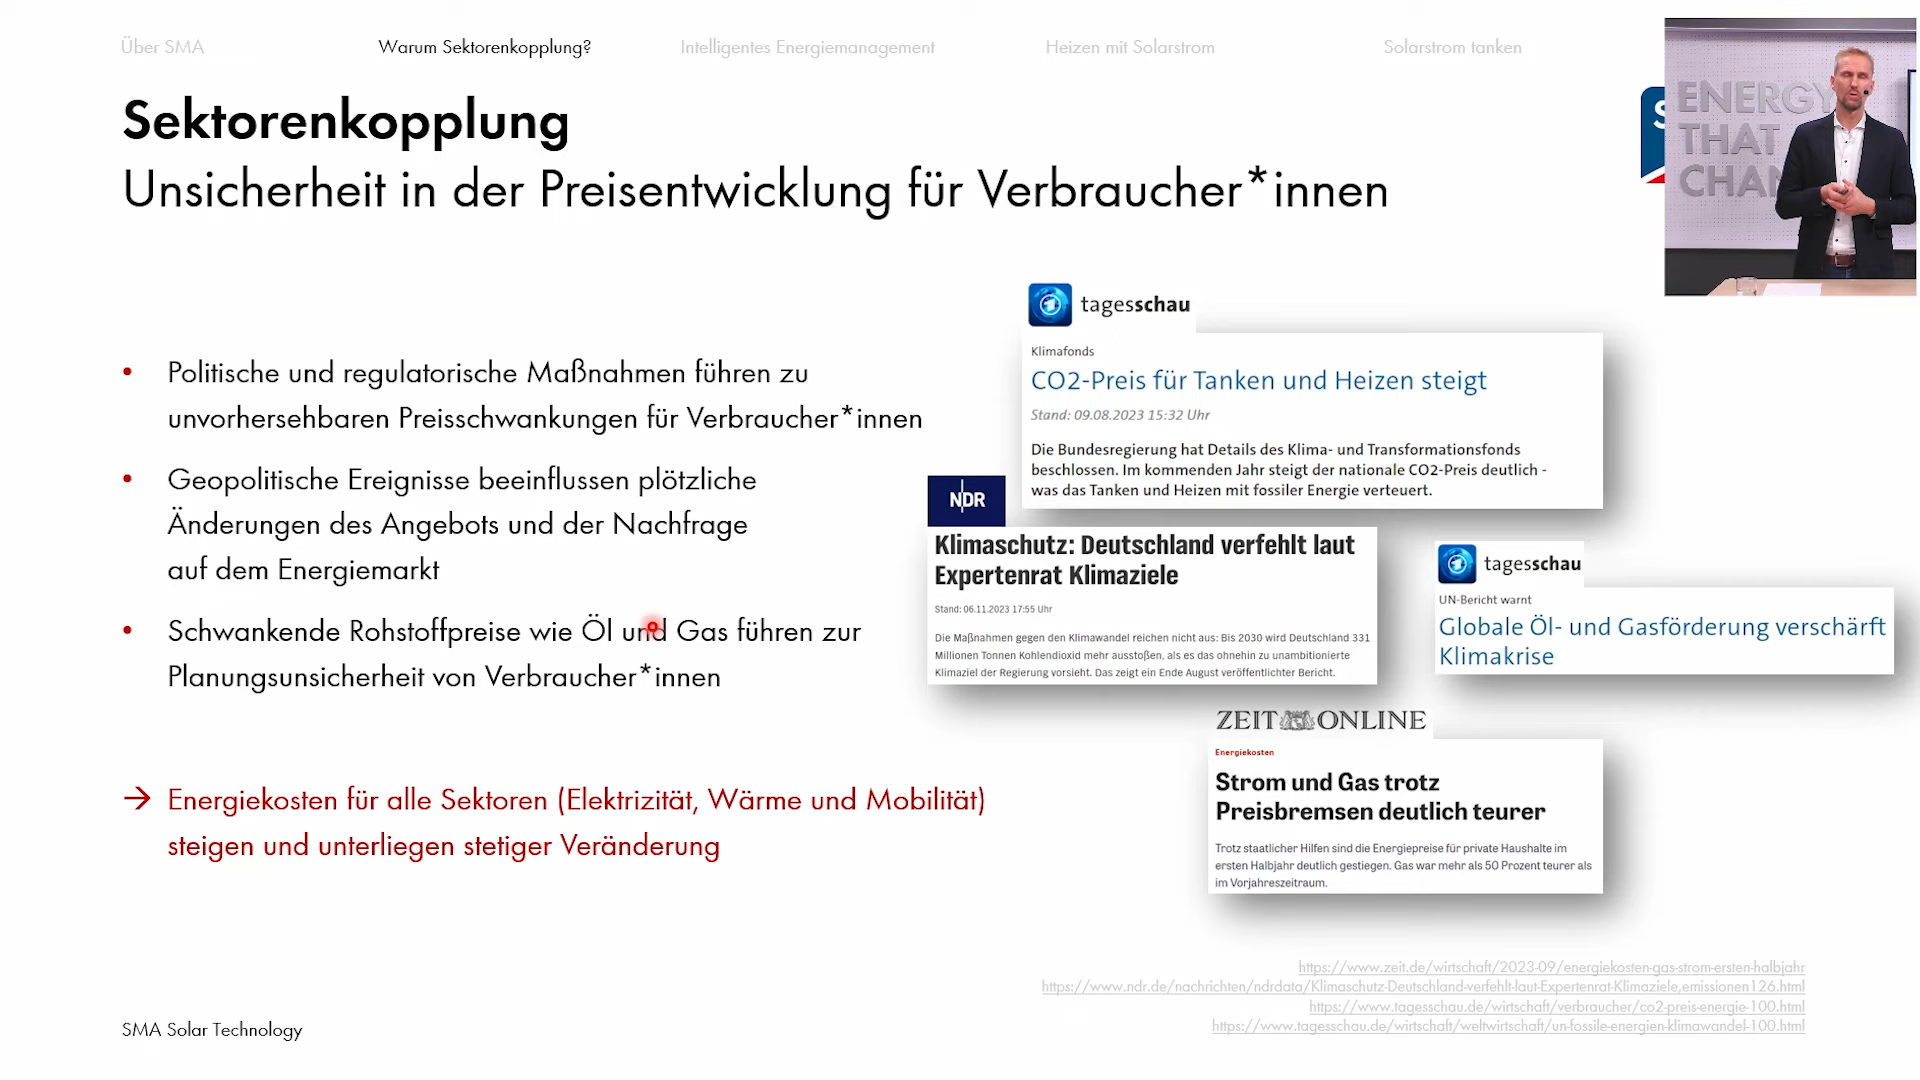 Über SMA
Warum Sektorenkopplung?
Intelligentes Energiemanagement
Heizen mit Solarstrom
Solarstrom tanken
Sektorenkopplung
Unsicherheit in der Preisentwicklung für Verbraucher*innen
S
ENERGY
THAT
CHAN
• Politische und regulatorische Maßnahmen führen zu
unvorhersehbaren Preisschwankungen für Verbraucher*innen
• Geopolitische Ereignisse beeinflussen plötzliche
Änderungen des Angebots und der Nachfrage
auf dem Energiemarkt
• Schwankende Rohstoffpreise wie Öl und Gas führen zur
Planungsunsicherheit von Verbraucher*innen
→ Energiekosten für alle Sektoren (Elektrizität, Wärme und Mobilität)
steigen und unterliegen stetiger Veränderung
tagesschau
Klimafonds
CO2-Preis für Tanken und Heizen steigt
Stand: 09.08.2023 15:32 Uhr
Die Bundesregierung hat Details des Klima- und Transformationsfonds
beschlossen. Im kommenden Jahr steigt der nationale CO2-Preis deutlich -
was das Tanken und Heizen mit fossiler Energie verteuert.
NDR
Klimaschutz: Deutschland verfehlt laut
Expertenrat Klimaziele
Stand: 06.11.2023 17:55 Uhr
Die Maßnahmen gegen den Klimawandel reichen nicht aus: Bis 2030 wird Deutschland 331
Millionen Tonnen Kohlendioxid mehr ausstoßen, als es das ohnehin zu unambitionierte
Klimaziel der Regierung vorsieht. Das zeigt ein Ende August veröffentlichter Bericht.
tagesschau
UN-Bericht warnt
Globale Öl- und Gasförderung verschärft
Klimakrise
ZEIT ONLINE
Energiekosten
Strom und Gas trotz
Preisbremsen deutlich teurer
Trotz staatlicher Hilfen sind die Energiepreise für private Haushalte im
ersten Halbjahr deutlich gestiegen. Gas war mehr als 50 Prozent teurer als
im Vorjahreszeitraum.
https://www.zeit.de/wirtschaft/2023-09/energiekosten-gas-strom-ersten-halbjahr
https://www.ndr.de/nachrichten/ndrdata/Klimaschutz-Deutschland-verfehlt-laut-Expertenrat-Klimaziele,emissionen126.html
https://www.tagesschau.de/wirtschaft/verbraucher/co2-preis-energie-100.html
https://www.tagesschau.de/wirtschaft/weltwirtschaft/un-fossile-energien-klimawandel-100.html
SMA Solar Technology